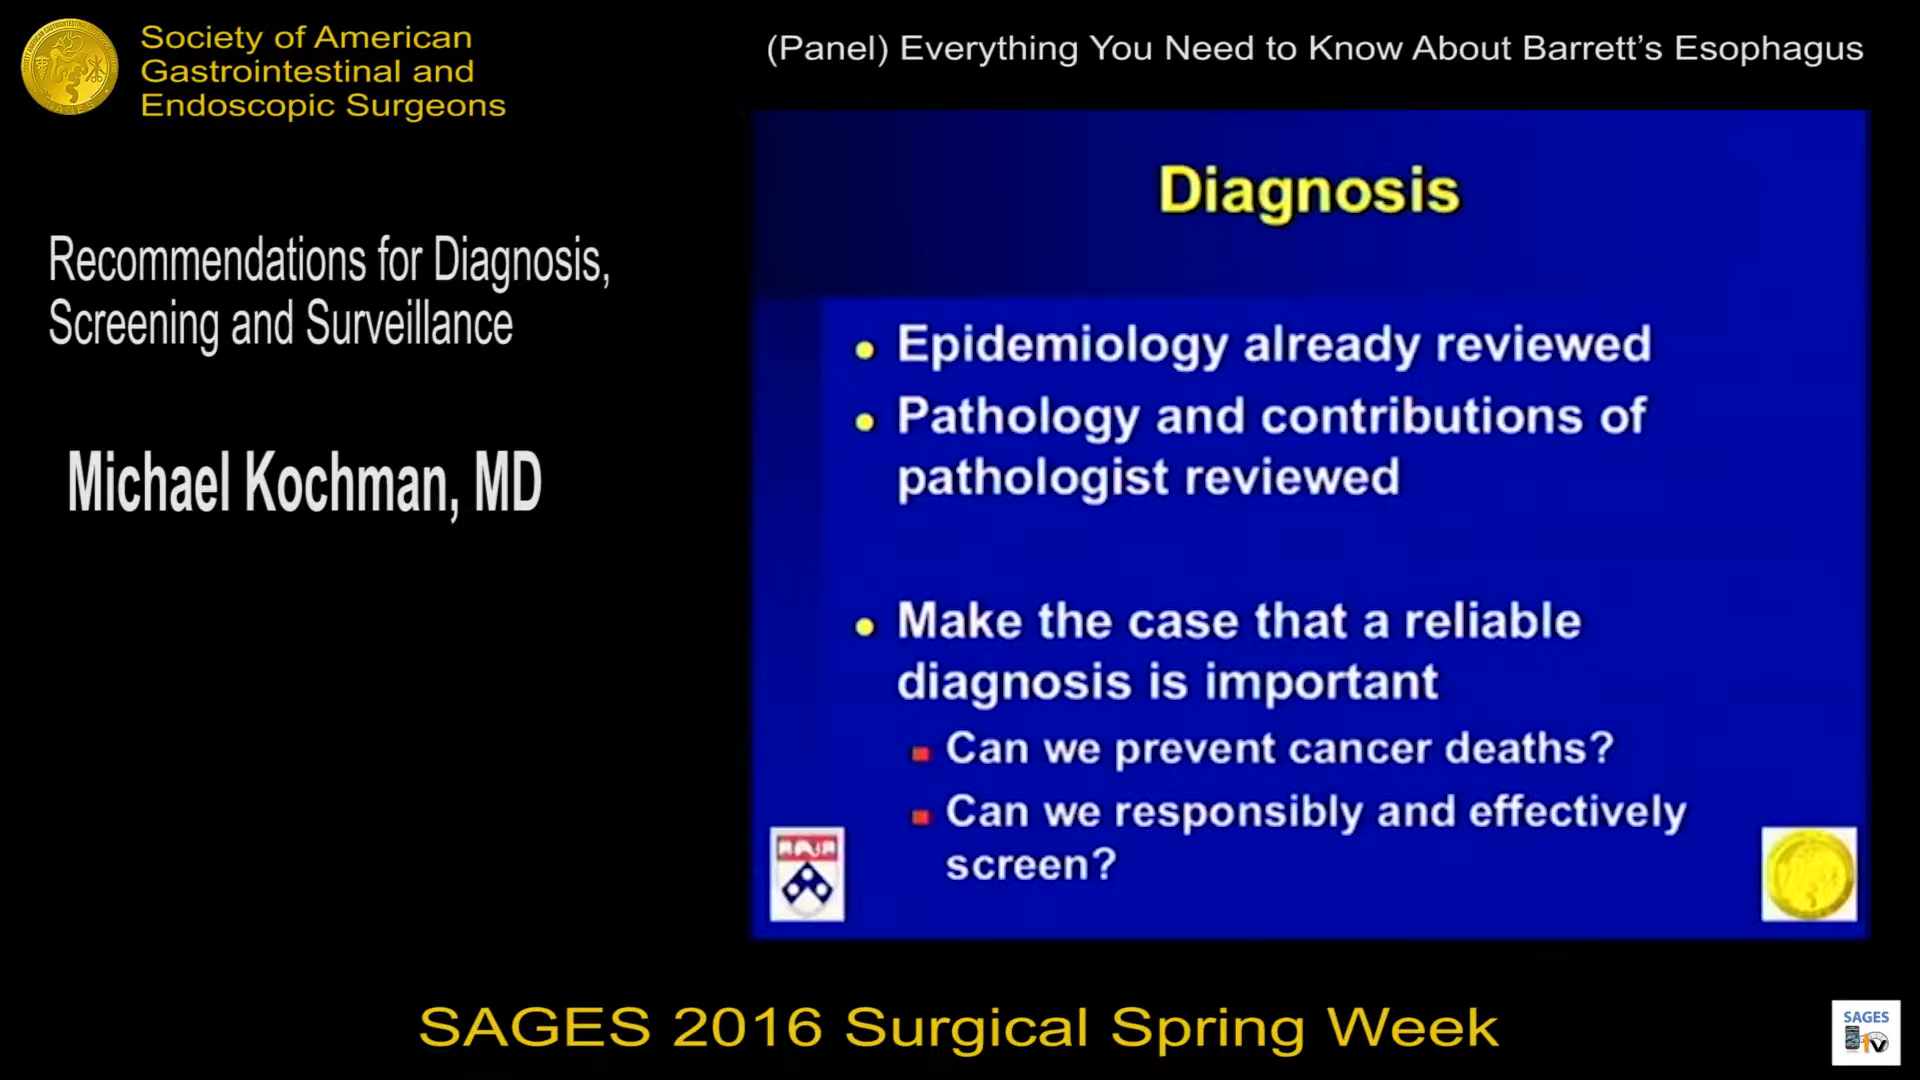 Society of American
Gastrointestinal and
Endoscopic Surgeons
(Panel) Everything You Need to Know About Barrett's Esophagus
Recommendations for Diagnosis,
Screening and Surveillance
Michael Kochman, MD
Diagnosis
• Epidemiology already reviewed
• Pathology and contributions of
pathologist reviewed
• Make the case that a reliable
diagnosis is important
▪ Can we prevent cancer deaths?
▪ Can we responsibly and effectively
screen?
SAGES 2016 Surgical Spring Week
SAGES
TV